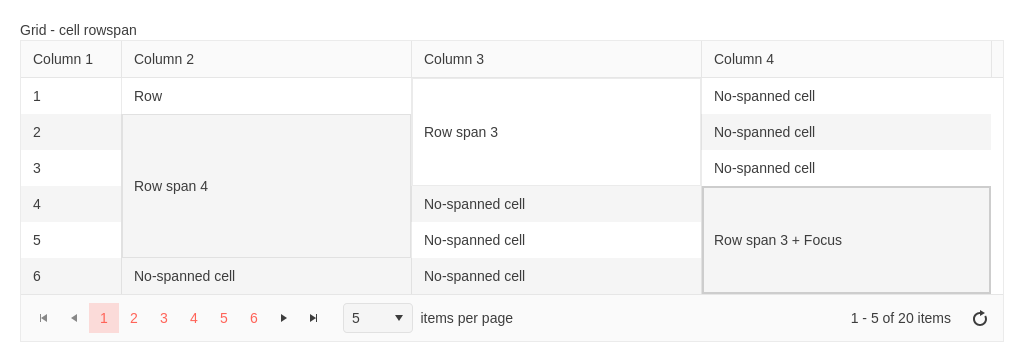 Grid - cell rowspan
Column 1 Column 2 Column 3 Column 4
1 Row No-spanned cell
2 Row span 3 No-spanned cell
3 No-spanned cell
Row span 4
4 No-spanned cell
5 No-spanned cell Row span 3 + Focus
6 No-spanned cell No-spanned cell
1 2 3 4 5 6 5 items per page 1 - 5 of 20 items